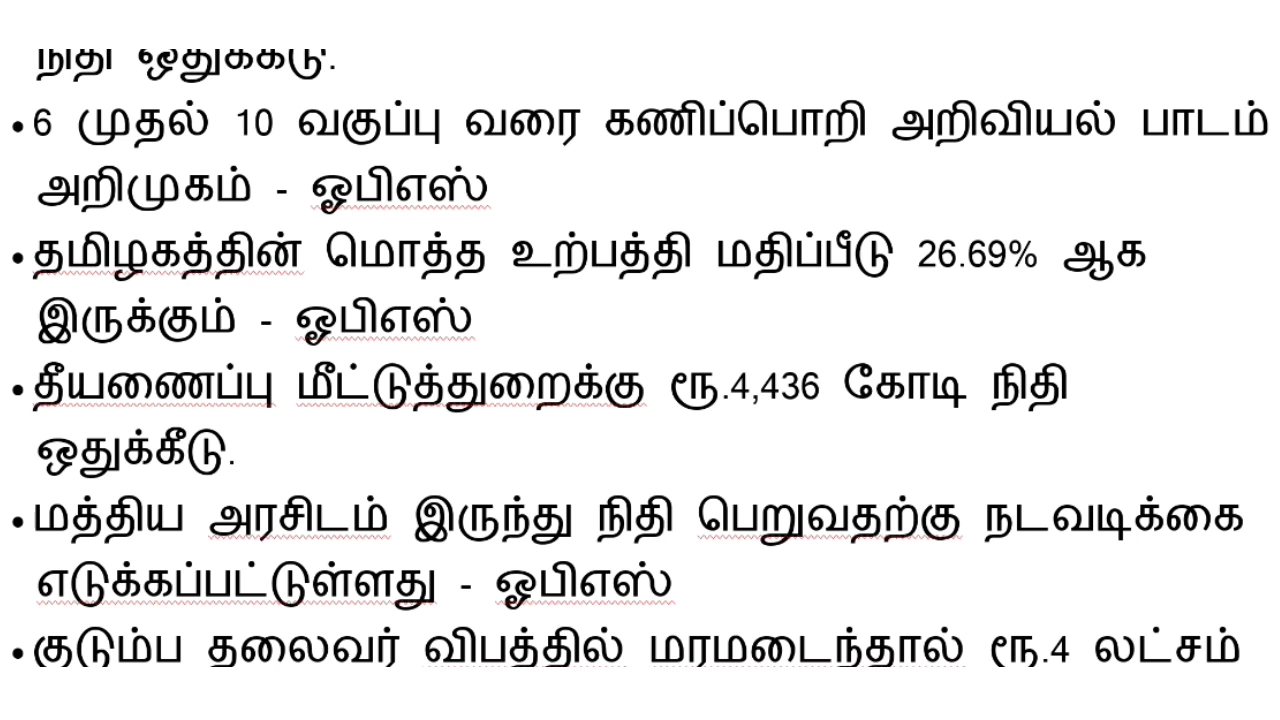 நிதி ஒதுக்கீடு.
•6 முதல் 10 வகுப்பு வரை கணிப்பொறி அறிவியல் பாடம்
அறிமுகம் - ஓபிஎஸ்
•தமிழகத்தின் மொத்த உற்பத்தி மதிப்பீடு 26.69% ஆக
இருக்கும் - ஓபிஎஸ்
•தீயணைப்பு மீட்டுத்துறைக்கு ரூ.4,436 கோடி நிதி
ஒதுக்கீடு.
•மத்திய அரசிடம் இருந்து நிதி பெறுவதற்கு நடவடிக்கை
எடுக்கப்பட்டுள்ளது - ஓபிஎஸ்
•குடும்ப தலைவர் விபத்தில் மரமடைந்தால் ரூ.4 லட்சம்